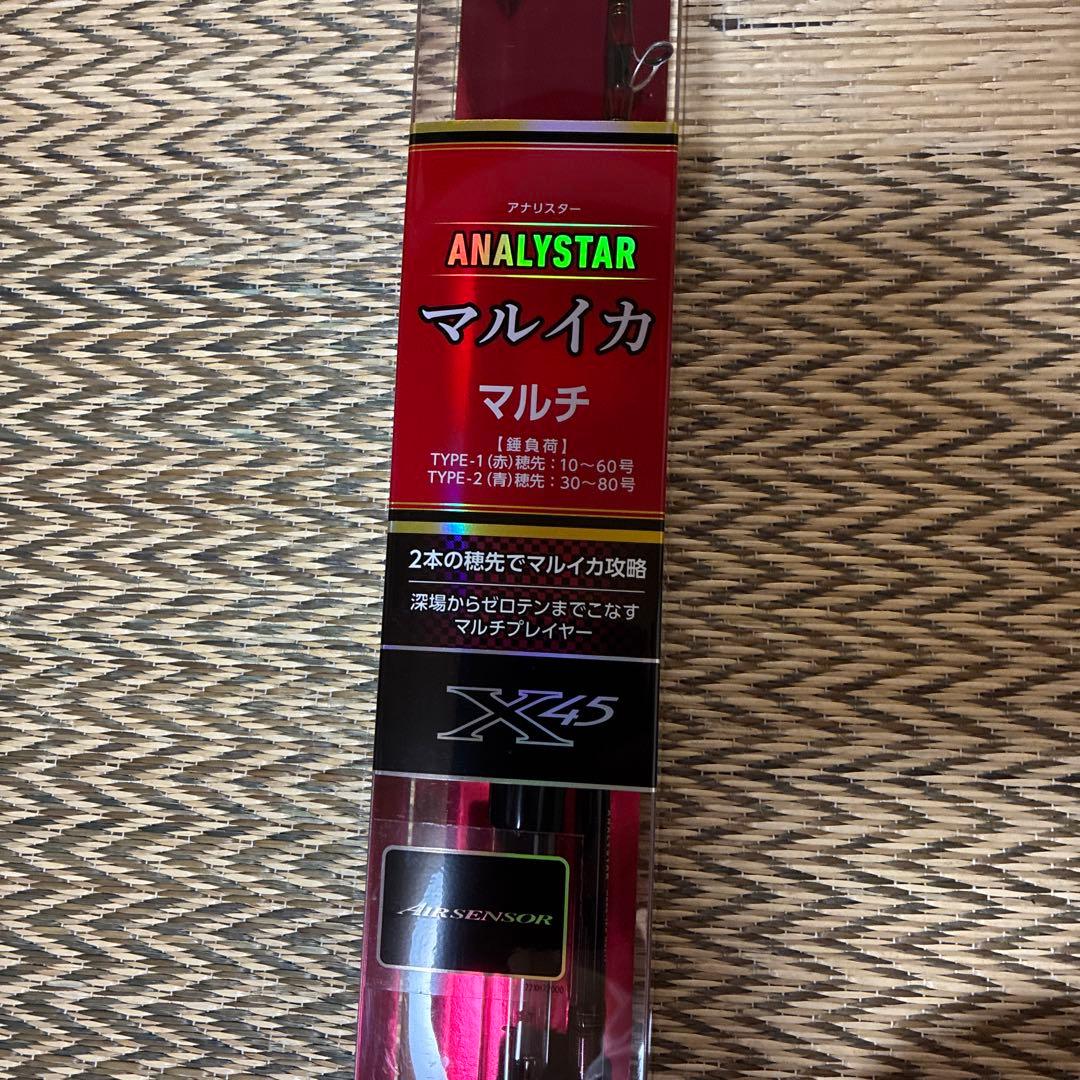 アナリスター
ANALYSTAR
マルイカ
マルチ
【錘負荷】
TYPE-1(赤)穂先：10～60号
TYPE-2(青)穂先：30～80号
2本の穂先でマルイカ攻略
深場からゼロテンまでこなす
マルチプレイヤー
X45
AIRSENSOR